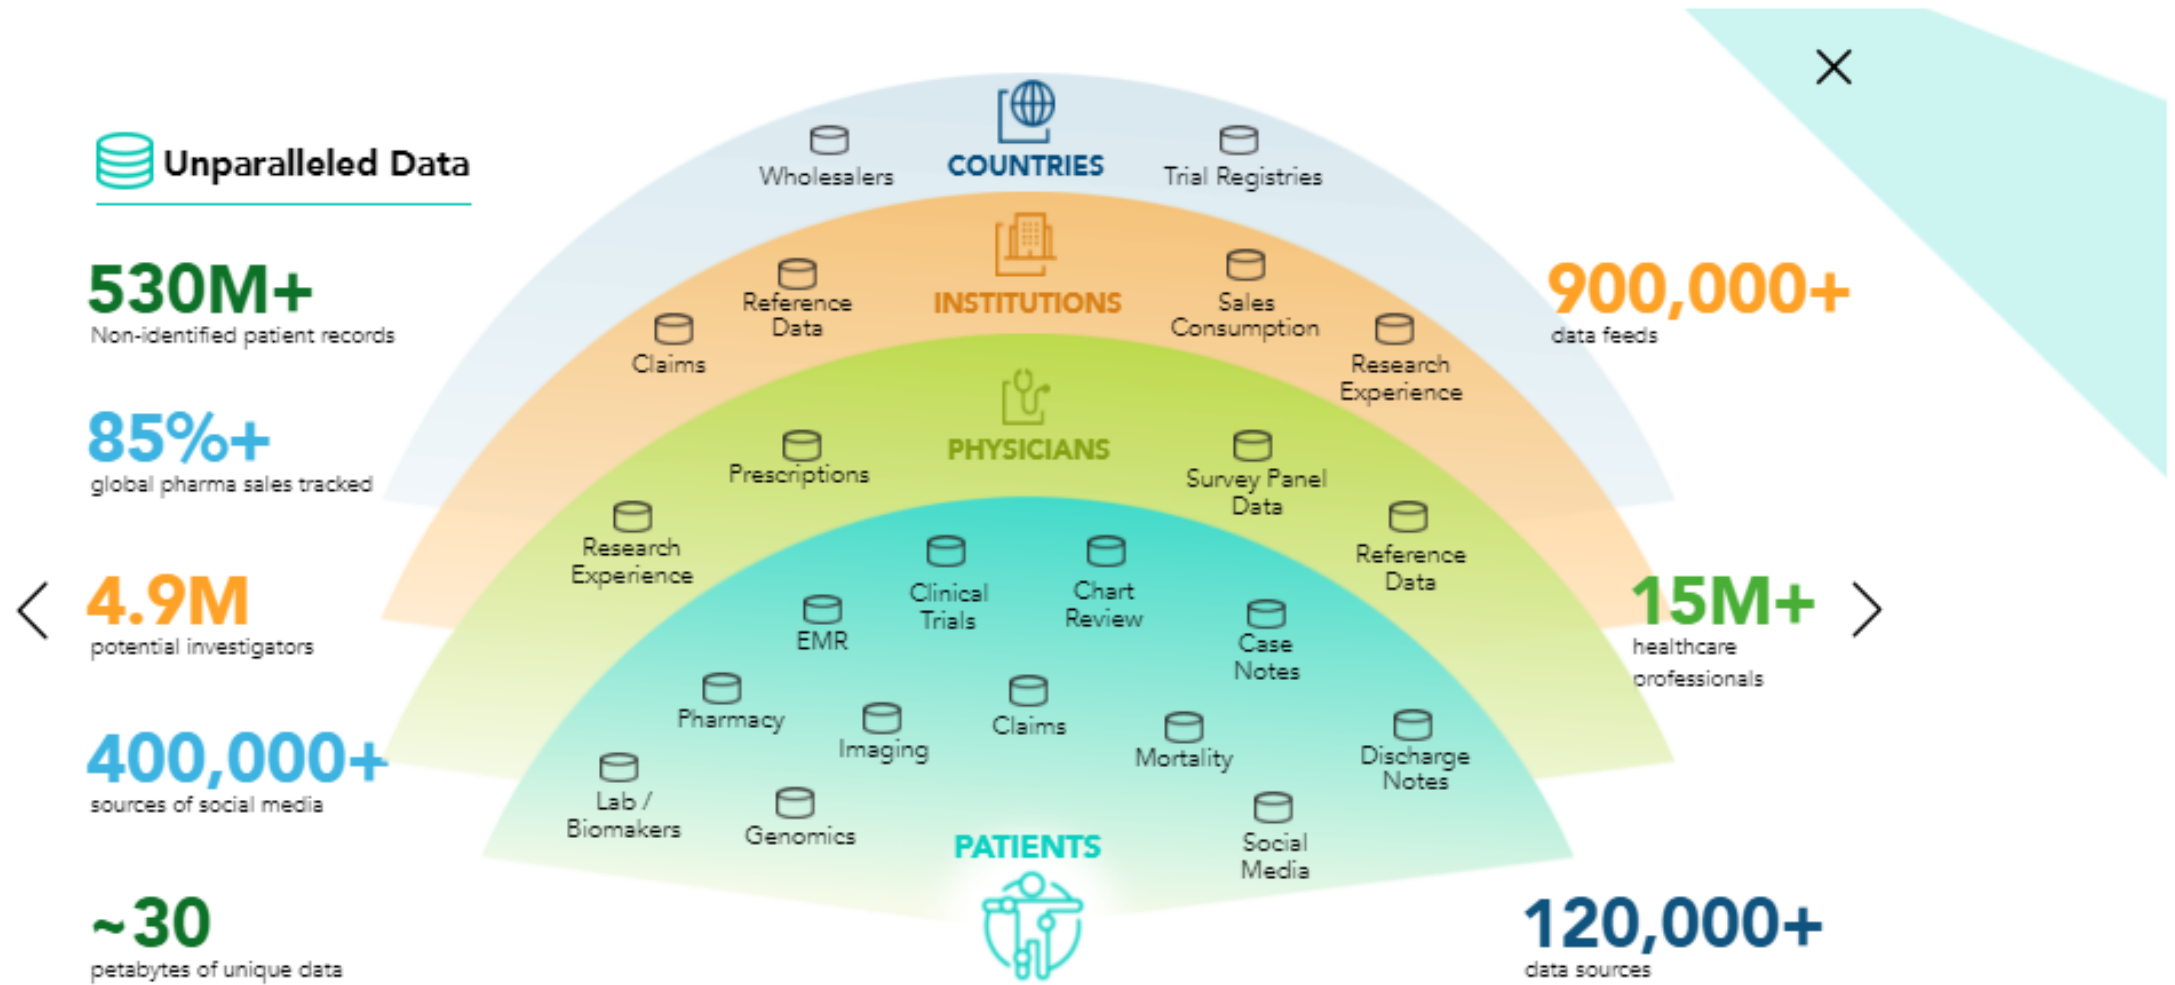 Unparalleled Data
530M+
Non-identified patient records
85%+
global pharma sales tracked
4.9M
potential investigators
400,000+
sources of social media
~30
petabytes of unique data
COUNTRIES
Wholesalers
Trial Registries
INSTITUTIONS
Claims
Reference
Data
Sales
Consumption
Research
Experience
PHYSICIANS
Research
Experience
Prescriptions
Survey Panel
Data
Reference
Data
Clinical
Trials
Chart
Review
EMR
Case
Notes
Pharmacy
Imaging
Claims
Mortality
Discharge
Notes
Lab /
Biomakers
Genomics
Social
Media
PATIENTS
900,000+
data feeds
15M+
healthcare
professionals
120,000+
data sources